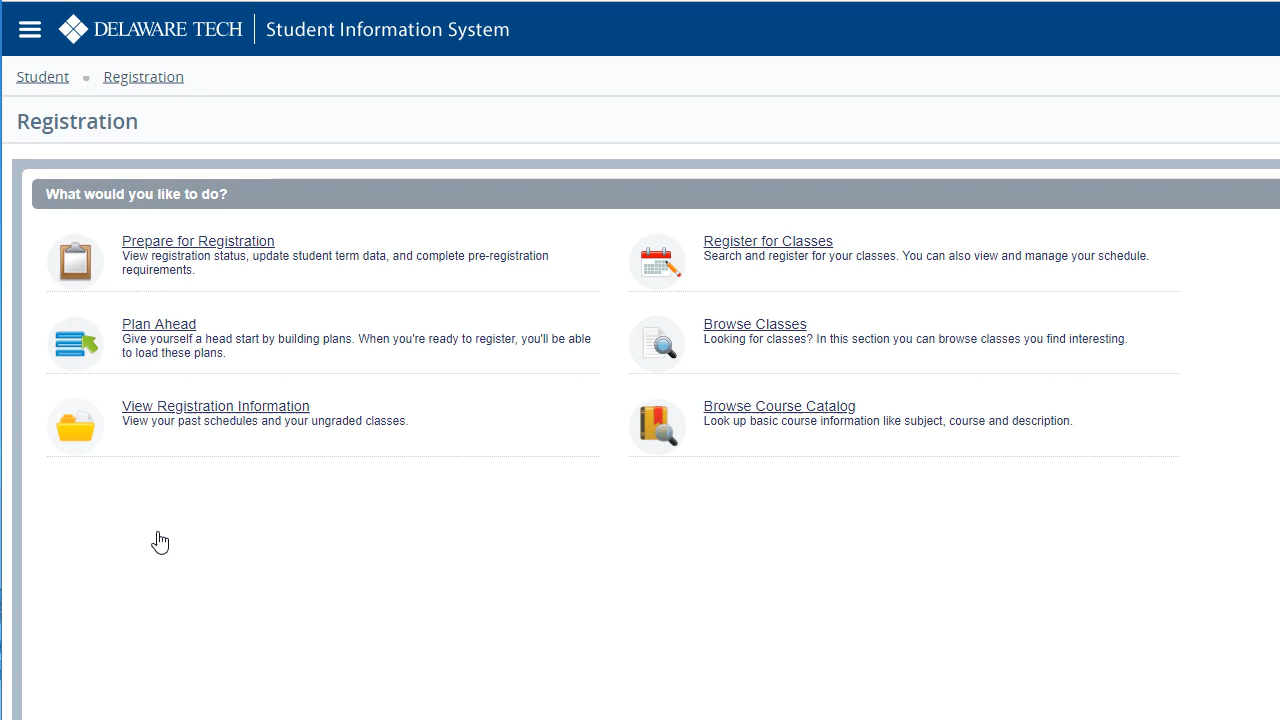 DELAWARE TECH Student Information System
Student Registration
Registration
What would you like to do?
Prepare for Registration
View registration status, update student term data, and complete pre-registration
requirements.
Register for Classes
Search and register for your classes. You can also view and manage your schedule.
Plan Ahead
Give yourself a head start by building plans. When you're ready to register, you'll be able
to load these plans.
Browse Classes
Looking for classes? In this section you can browse classes you find interesting.
View Registration Information
View your past schedules and your ungraded classes.
Browse Course Catalog
Look up basic course information like subject, course and description.